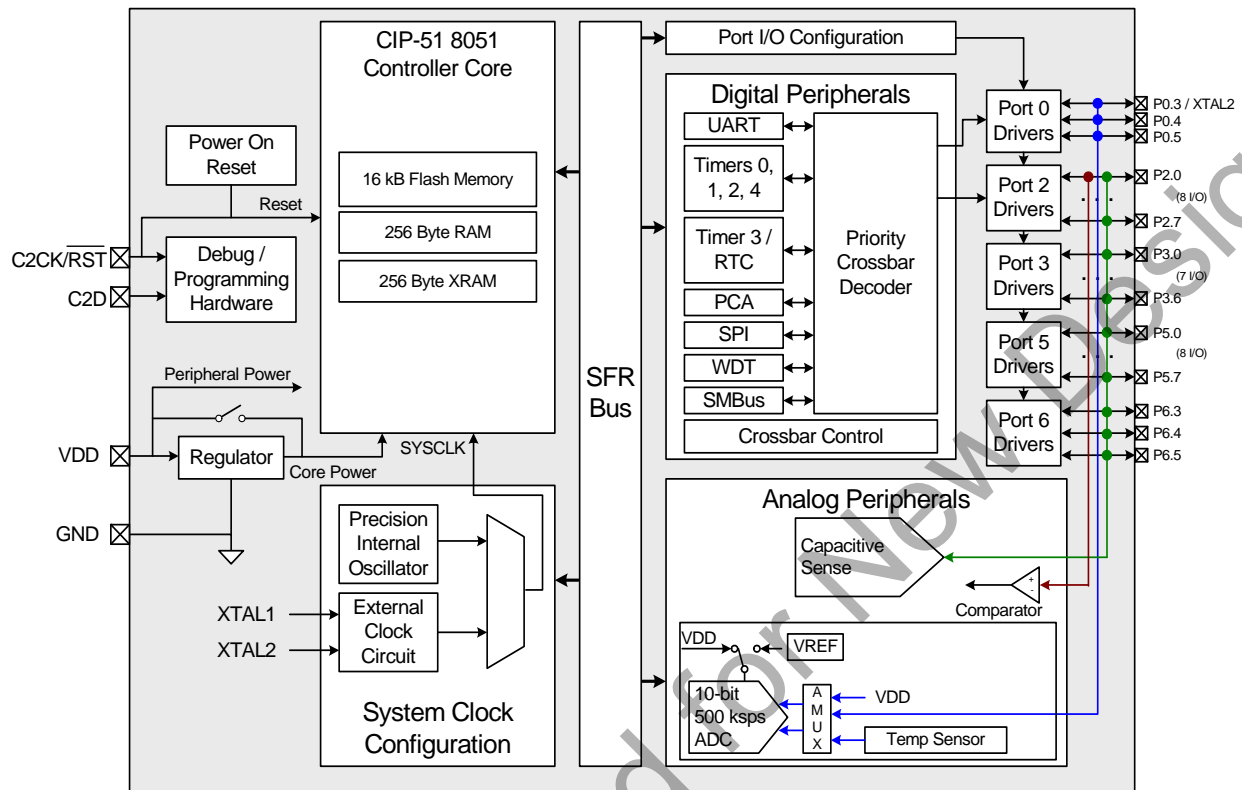 CIP-51 8051
Controller Core
16 kB Flash Memory
256 Byte RAM
256 Byte XRAM
Power On
Reset
Reset
C2CK/RST
Debug /
Programming
Hardware
C2D
Peripheral Power
VDD
Regulator
Core Power
SYSCLK
GND
Precision
Internal
Oscillator
XTAL1
XTAL2
External
Clock
Circuit
System Clock
Configuration
SFR
Bus
Port I/O Configuration
Digital Peripherals
UART
Timers 0,
1, 2, 4
Timer 3 /
RTC
PCA
SPI
WDT
SMBus
Priority
Crossbar
Decoder
Crossbar Control
Port 0
Drivers
Port 2
Drivers
Port 3
Drivers
Port 5
Drivers
Port 6
Drivers
P0.3 / XTAL2
P0.4
P0.5
P2.0
(8 I/O)
P2.7
P3.0
(7 I/O)
P3.6
P5.0
(8 I/O)
P5.7
P6.3
P6.4
P6.5
Analog Peripherals
Capacitive
Sense
+
-
Comparator
VDD
VREF
10-bit
500 ksps
ADC
A
M
U
X
VDD
Temp Sensor
for New Desig